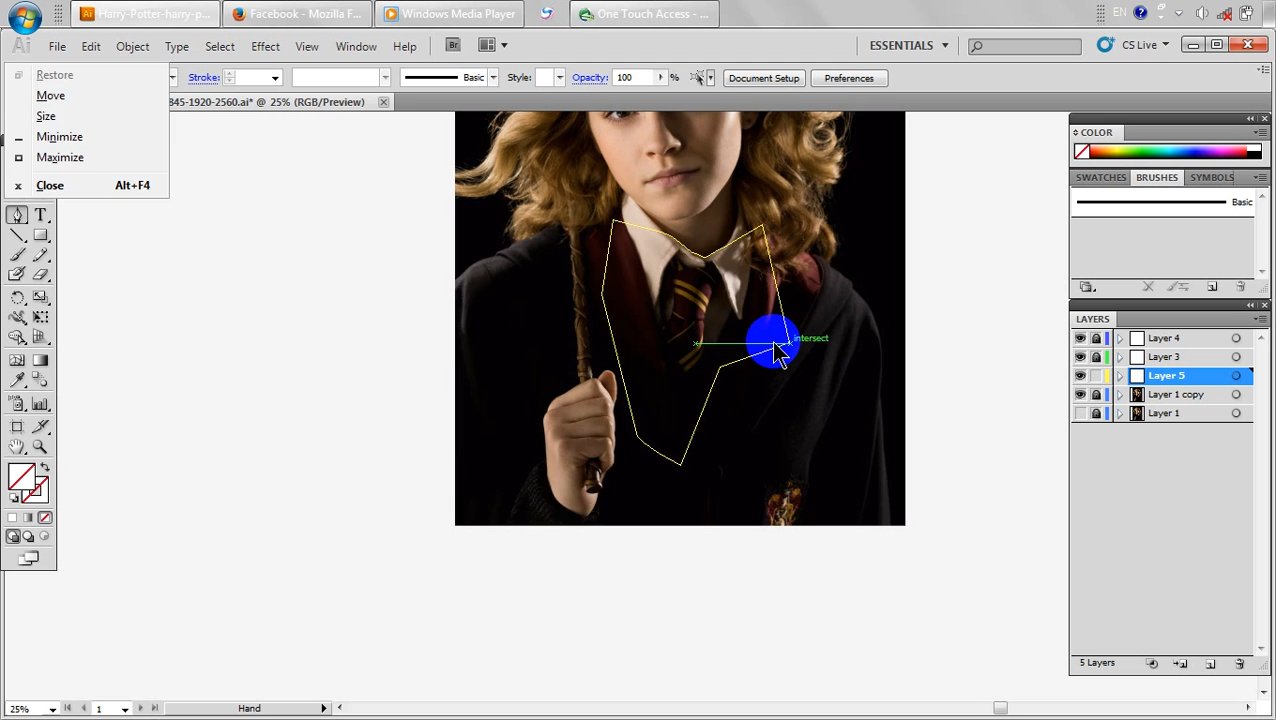 Harry-Potter-harry-p...
Facebook - Mozilla F...
Windows Media Player
One Touch Access - ...
EN
Ai
File
Edit
Object
Type
Select
Effect
View
Window
Help
Br
ESSENTIALS
CS Live
Restore
Move
Size
Minimize
Maximize
Close
Alt+F4
Stroke:
Basic
Style:
Opacity:
100
%
Document Setup
Preferences
845-1920-2560.ai* @ 25% (RGB/Preview)
intersect
COLOR
SWATCHES
BRUSHES
SYMBOLS
Basic
LAYERS
Layer 4
Layer 3
Layer 5
Layer 1 copy
Layer 1
5 Layers
25%
1
Hand